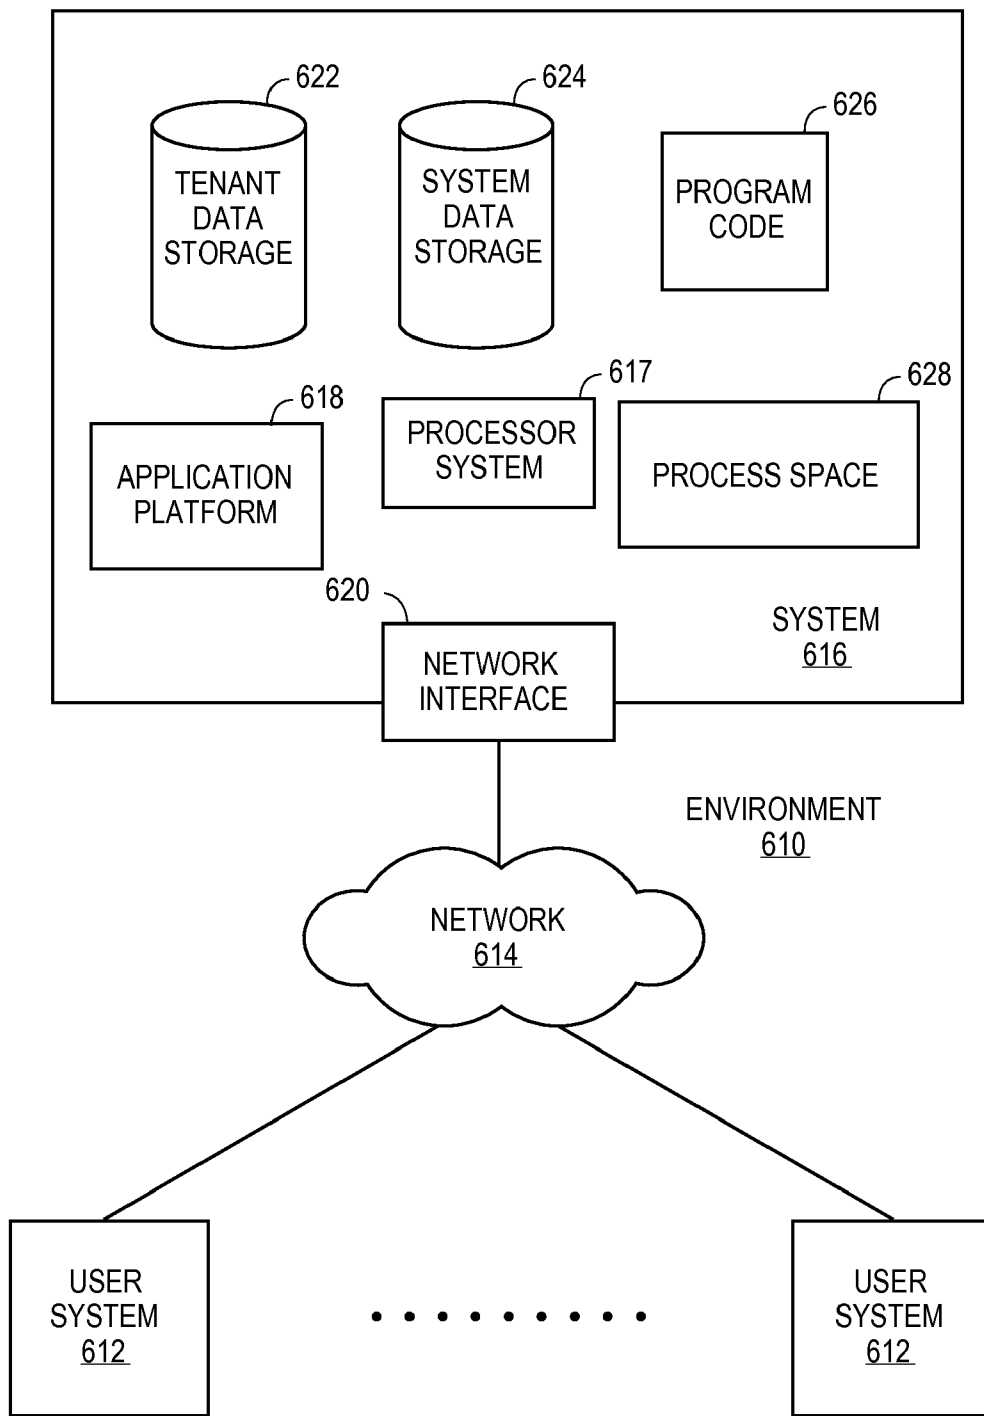 622
624
626
TENANT
DATA
STORAGE
SYSTEM
DATA
STORAGE
PROGRAM
CODE
618
617
628
APPLICATION
PLATFORM
PROCESSOR
SYSTEM
PROCESS SPACE
620
NETWORK
INTERFACE
SYSTEM
616
ENVIRONMENT
610
NETWORK
614
USER
SYSTEM
612
USER
SYSTEM
612